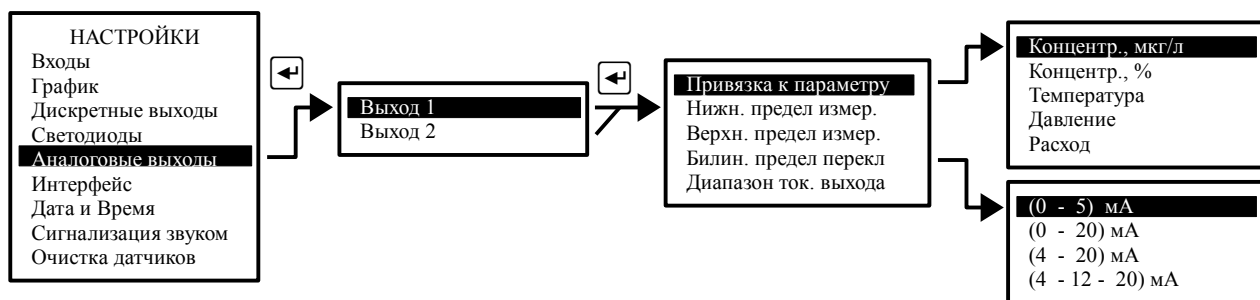 НАСТРОЙКИ
Входы
График
Дискретные выходы
Светодиоды
Аналоговые выходы
Интерфейс
Дата и Время
Сигнализация звуком
Очистка датчиков
Выход 1
Выход 2
Привязка к параметру
Нижн. предел измер.
Верхн. предел измер.
Билин. предел перекл
Диапазон ток. выхода
Концентр., мкг/л
Концентр., %
Температура
Давление
Расход
(0 - 5) мА
(0 - 20) мА
(4 - 20) мА
(4 - 12 - 20) мА